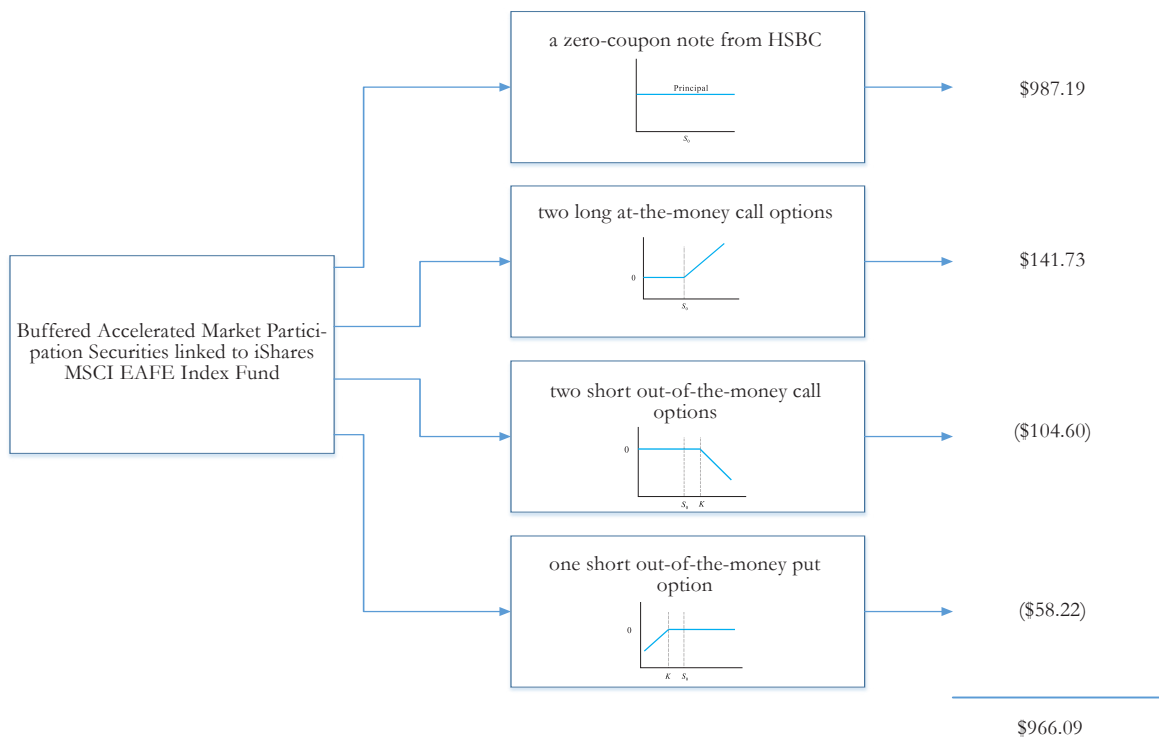 a zero-coupon note from HSBC
Principal
S₀
$987.19
two long at-the-money call options
0
S₀
$141.73
Buffered Accelerated Market Partici-
pation Securities linked to iShares
MSCI EAFE Index Fund
two short out-of-the-money call
options
0
S₀ K
($104.60)
one short out-of-the-money put
option
0
K S₀
($58.22)
$966.09